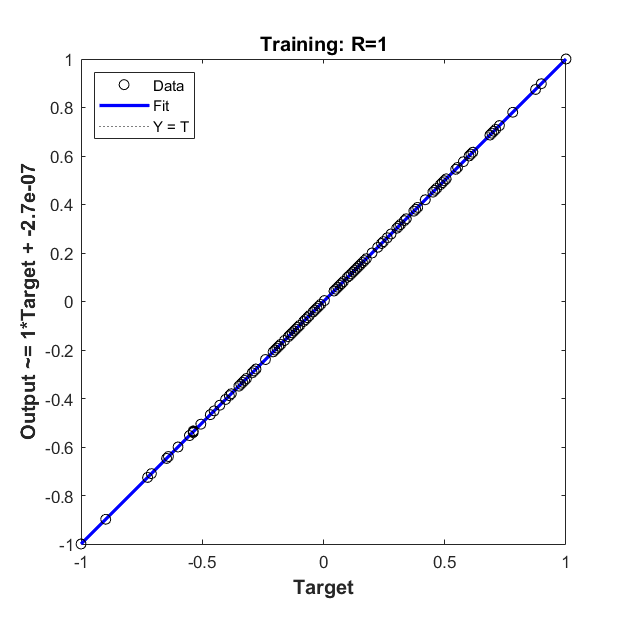 Training: R=1
Data
Fit
Y = T
1
0.8
0.6
0.4
0.2
0
-0.2
-0.4
-0.6
-0.8
-1
Output ~= 1*Target + -2.7e-07
-1 -0.5 0 0.5 1
Target